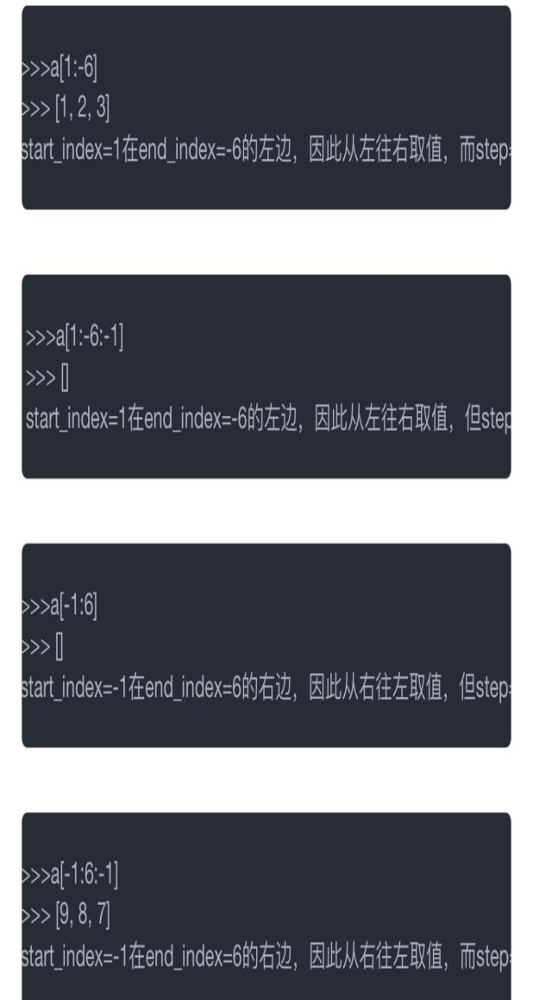 >>>a[1:-6]
>>> [1, 2, 3]
start_index=1在end_index=-6的左边，因此从左往右取值，而step=
>>>a[1:-6:-1]
>>> []
start_index=1在end_index=-6的左边，因此从左往右取值，但step
>>>a[-1:6]
>>> []
start_index=-1在end_index=6的右边，因此从右往左取值，但step=
>>>a[-1:6:-1]
>>> [9, 8, 7]
start_index=-1在end_index=6的右边，因此从右往左取值，而step=